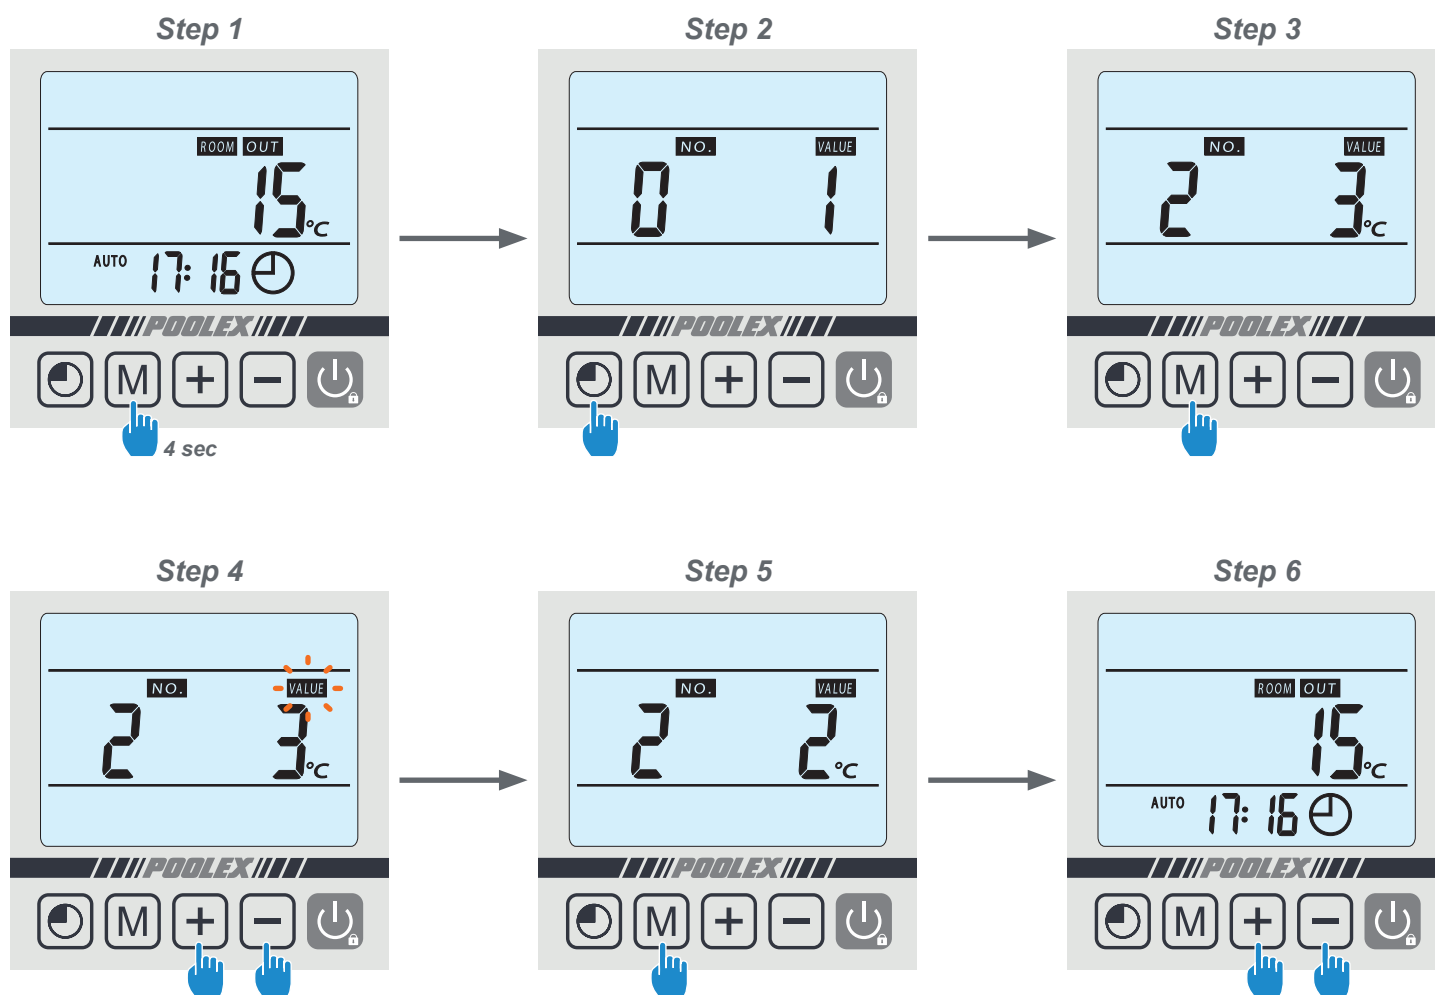 Step 1
ROOM OUT
15°C
AUTO 17:16
POOLEX
M + −
4 sec
Step 2
NO. VALUE
0 1
POOLEX
M + −
Step 3
NO. VALUE
2 3°C
POOLEX
M + −
Step 4
NO. VALUE
2 3°C
POOLEX
M + −
Step 5
NO. VALUE
2 2°C
POOLEX
M + −
Step 6
ROOM OUT
15°C
AUTO 17:16
POOLEX
M + −